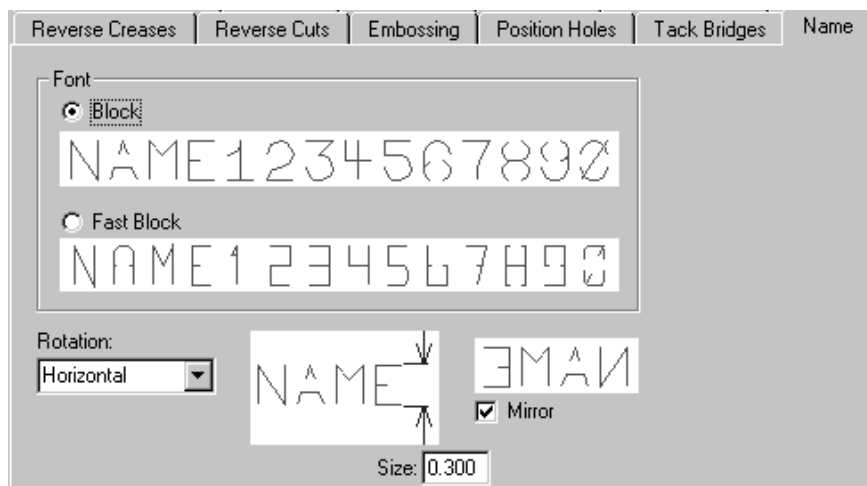 Reverse Creases Reverse Cuts Embossing Position Holes Tack Bridges Name
Font
Block
NAME1234567890
Fast Block
NAME1234567890
Rotation:
Horizontal
NAME
NAME
Mirror
Size: 0.300